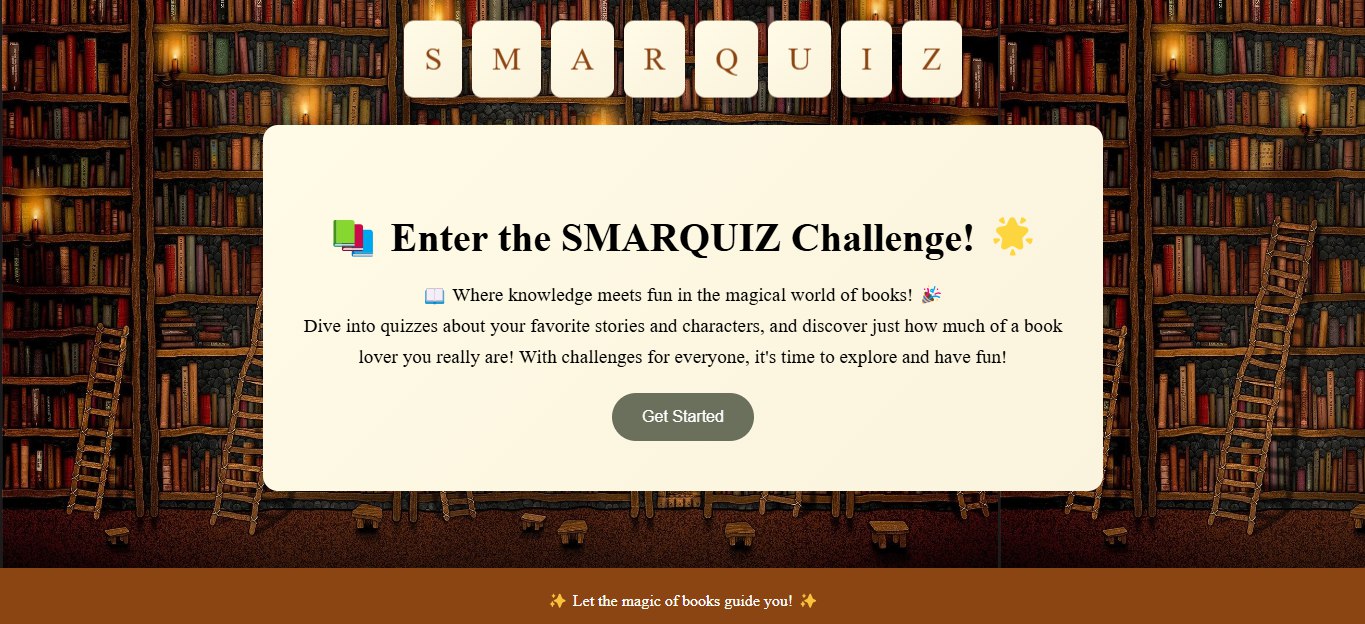 S M A R Q U I Z
📚 Enter the SMARQUIZ Challenge! 🌟
📖 Where knowledge meets fun in the magical world of books! 🎉
Dive into quizzes about your favorite stories and characters, and discover just how much of a book
lover you really are! With challenges for everyone, it's time to explore and have fun!
Get Started
✨ Let the magic of books guide you! ✨